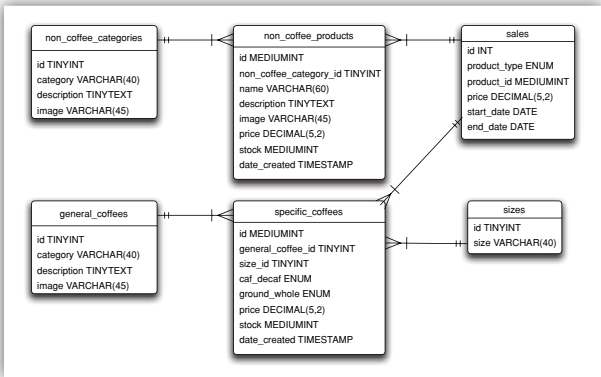 non_coffee_categories
id TINYINT
category VARCHAR(40)
description TINYTEXT
image VARCHAR(45)
non_coffee_products
id MEDIUMINT
non_coffee_category_id TINYINT
name VARCHAR(60)
description TINYTEXT
image VARCHAR(45)
price DECIMAL(5,2)
stock MEDIUMINT
date_created TIMESTAMP
sales
id INT
product_type ENUM
product_id MEDIUMINT
price DECIMAL(5,2)
start_date DATE
end_date DATE
general_coffees
id TINYINT
category VARCHAR(40)
description TINYTEXT
image VARCHAR(45)
specific_coffees
id MEDIUMINT
general_coffee_id TINYINT
size_id TINYINT
caf_decaf ENUM
ground_whole ENUM
price DECIMAL(5,2)
stock MEDIUMINT
date_created TIMESTAMP
sizes
id TINYINT
size VARCHAR(40)